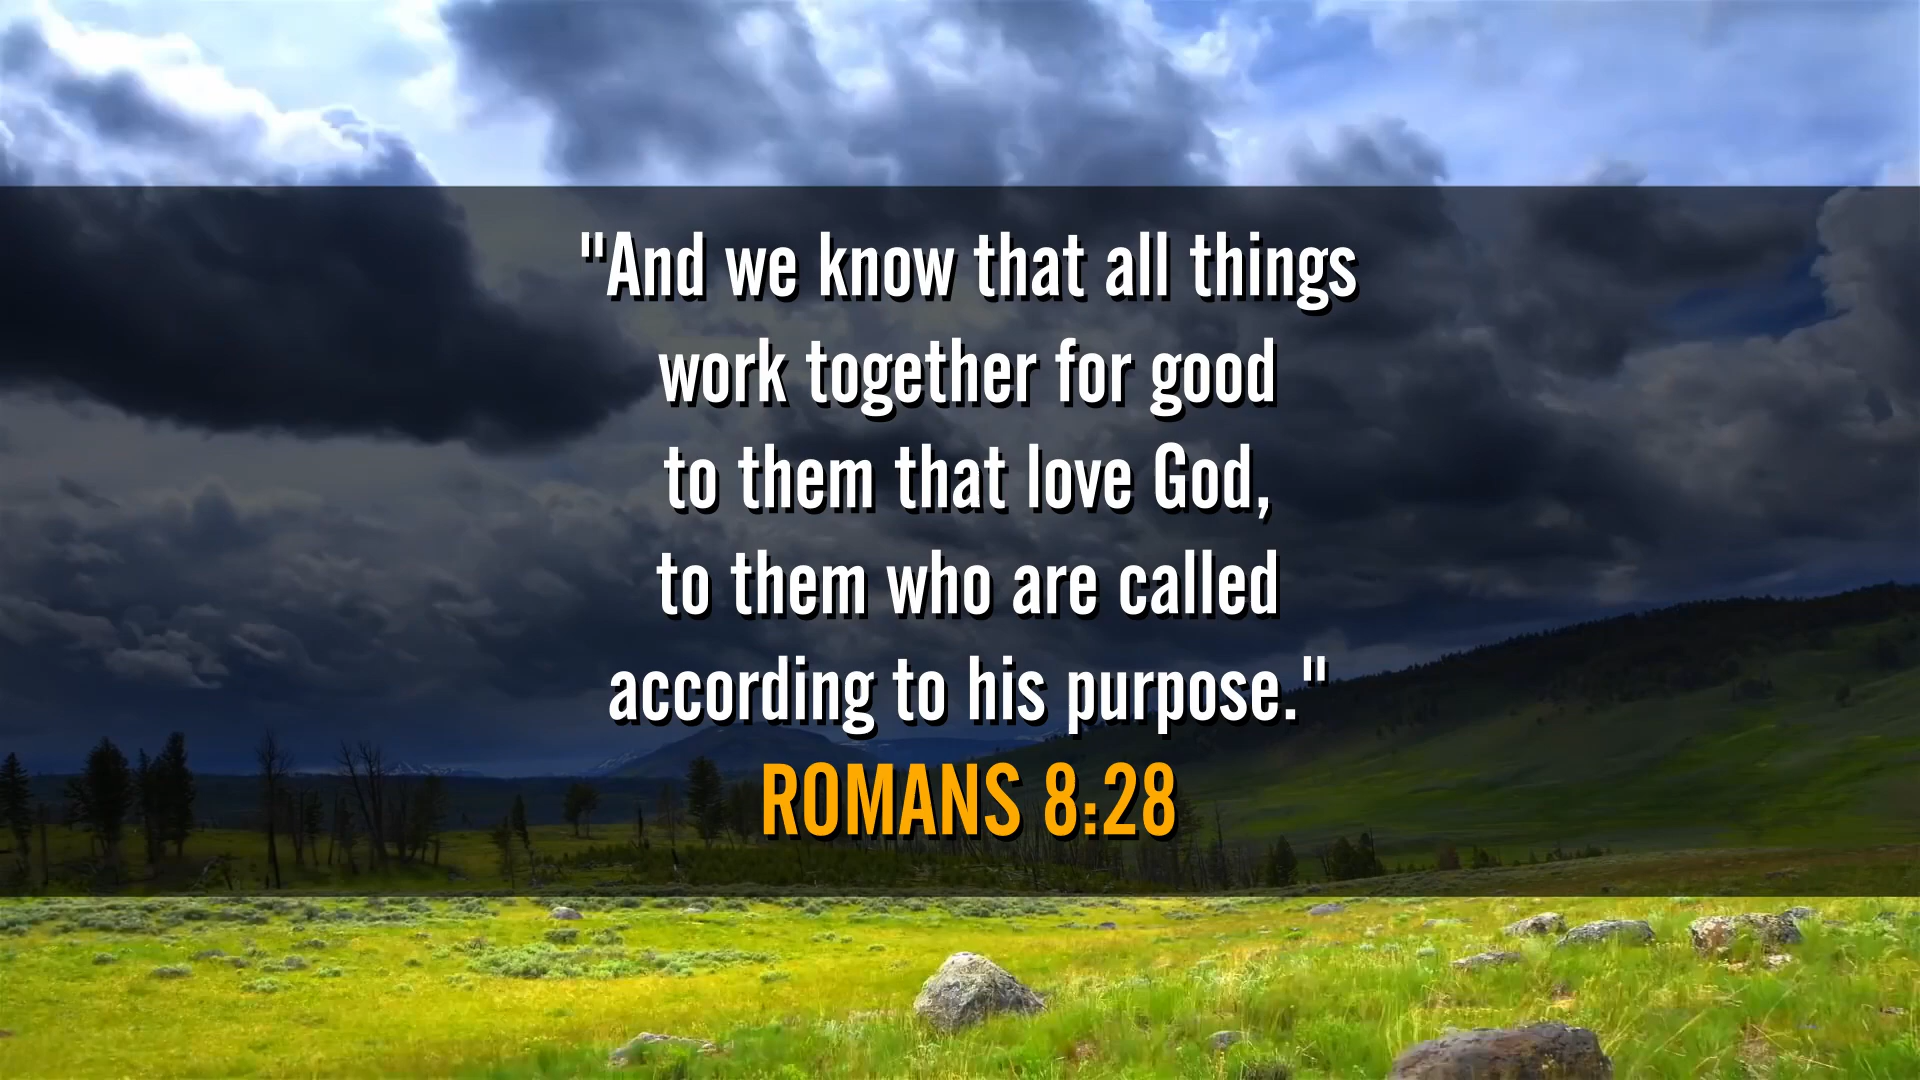 "And we know that all things
work together for good
to them that love God,
to them who are called
according to his purpose."
ROMANS 8:28